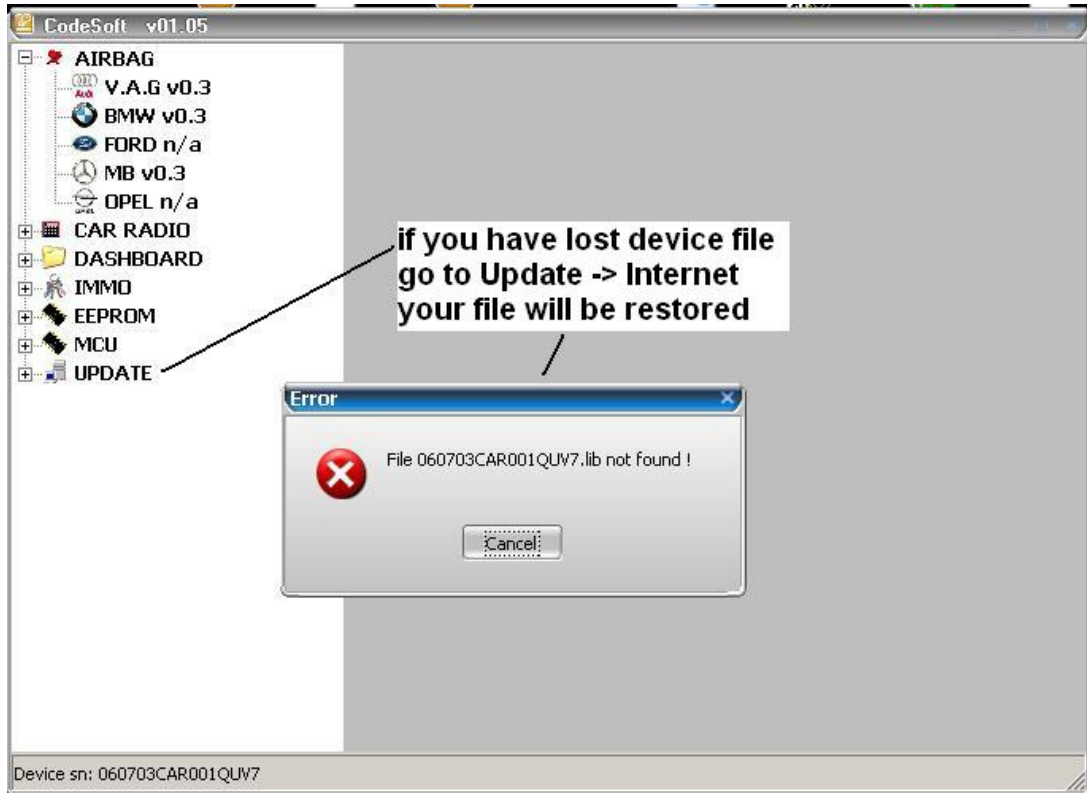 CodeSoft v01.05
AIRBAG
V.A.G v0.3
BMW v0.3
FORD n/a
MB v0.3
OPEL n/a
CAR RADIO
DASHBOARD
IMMO
EEPROM
MCU
UPDATE
if you have lost device file
go to Update -> Internet
your file will be restored
Error
File 060703CAR001QUV7.lib not found !
Cancel
Device sn: 060703CAR001QUV7